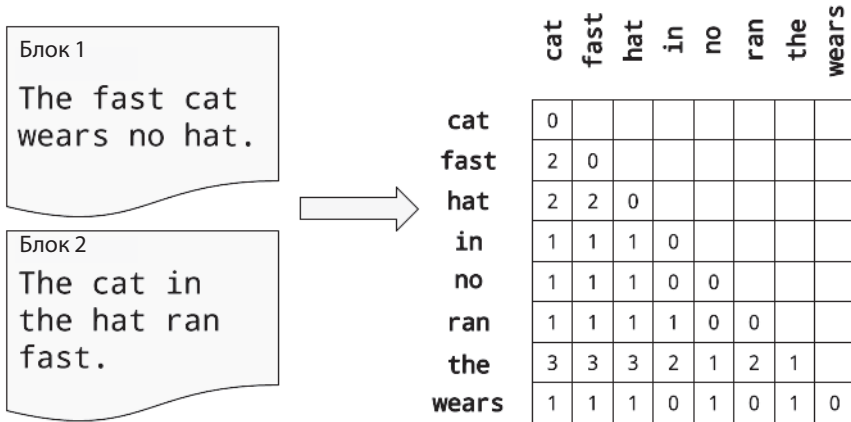 Блок 1
The fast cat
wears no hat.
Блок 2
The cat in
the hat ran
fast.
cat fast hat in no ran the wears
cat 0
fast 2 0
hat 2 2 0
in 1 1 1 0
no 1 1 1 0 0
ran 1 1 1 1 0 0
the 3 3 3 2 1 2 1
wears 1 1 1 0 1 0 1 0